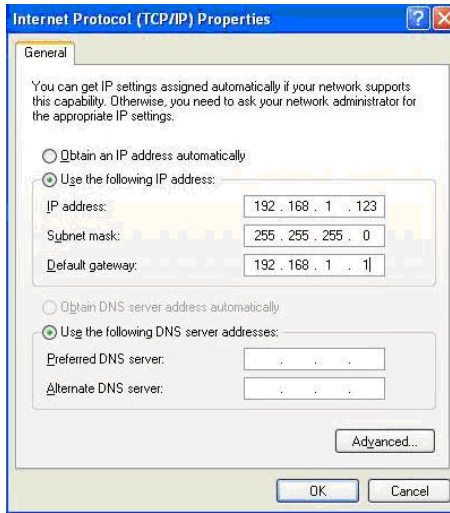 Internet Protocol (TCP/IP) Properties
General
You can get IP settings assigned automatically if your network supports
this capability. Otherwise, you need to ask your network administrator for
the appropriate IP settings.
Obtain an IP address automatically
Use the following IP address:
IP address: 192 . 168 . 1 . 123
Subnet mask: 255 . 255 . 255 . 0
Default gateway: 192 . 168 . 1 . 1
Obtain DNS server address automatically
Use the following DNS server addresses:
Preferred DNS server: . . .
Alternate DNS server: . . .
Advanced...
OK Cancel